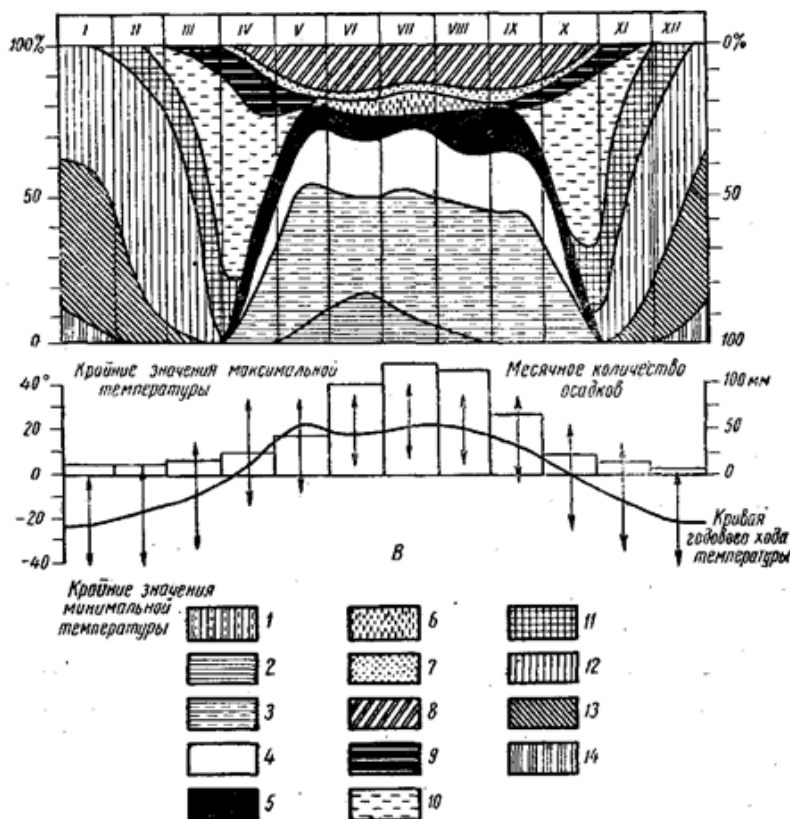 I II III IV V VI VII VIII IX X XI XII
100% 0%
50 50
0 100
Крайние значения максимальной температуры
Месячное количество осадков
40° 100 мм
20 50
0 0
-20
-40
Кривая годового хода температуры
В
Крайние значения минимальной температуры
1 6 11
2 7 12
3 8 13
4 9 14
5 10